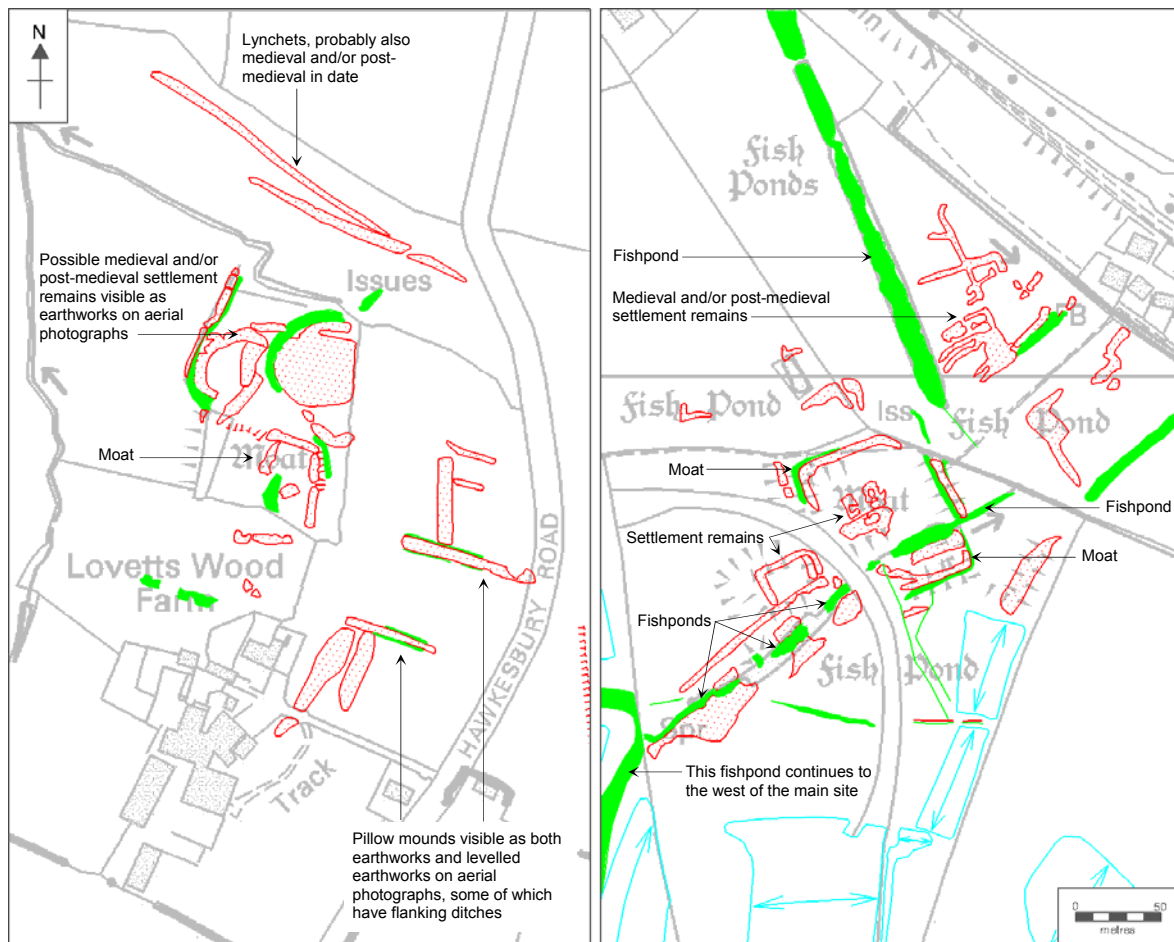 N
Lynchets, probably also
medieval and/or post-
medieval in date
Possible medieval and/or
post-medieval settlement
remains visible as
earthworks on aerial
photographs
Issues
Moat
Moat
Lovetts Wood
Farm
HAWKESBURY ROAD
Track
Pillow mounds visible as both
earthworks and levelled
earthworks on aerial
photographs, some of which
have flanking ditches
Fish
Ponds
Fishpond
Medieval and/or post-medieval
settlement remains
FB
Fish Pond
Iss
Fish Pond
Moat
Moat
Fishpond
Settlement remains
Moat
Fishponds
Fish
Pond
Spr
This fishpond continues to
the west of the main site
0 50
metres